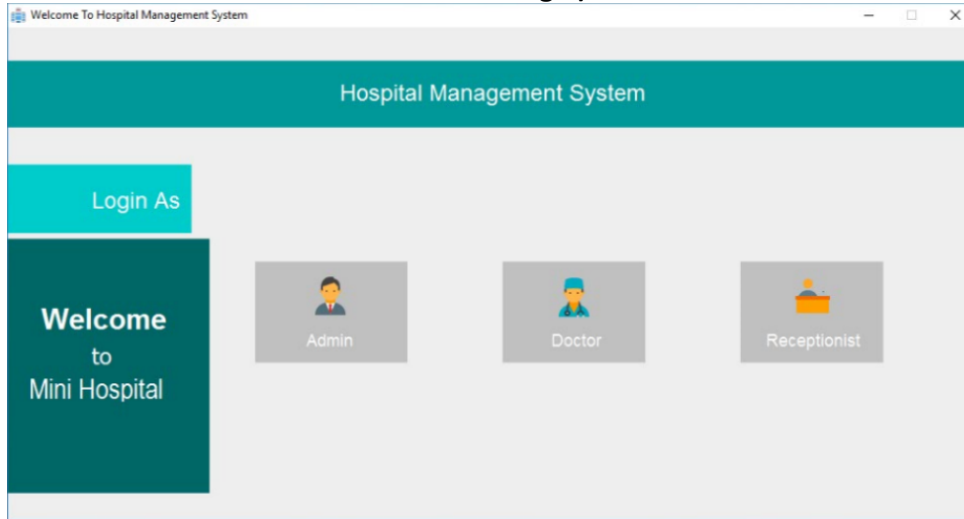 Welcome To Hospital Management System
Hospital Management System
Login As
Welcome
to
Mini Hospital
Admin
Doctor
Receptionist